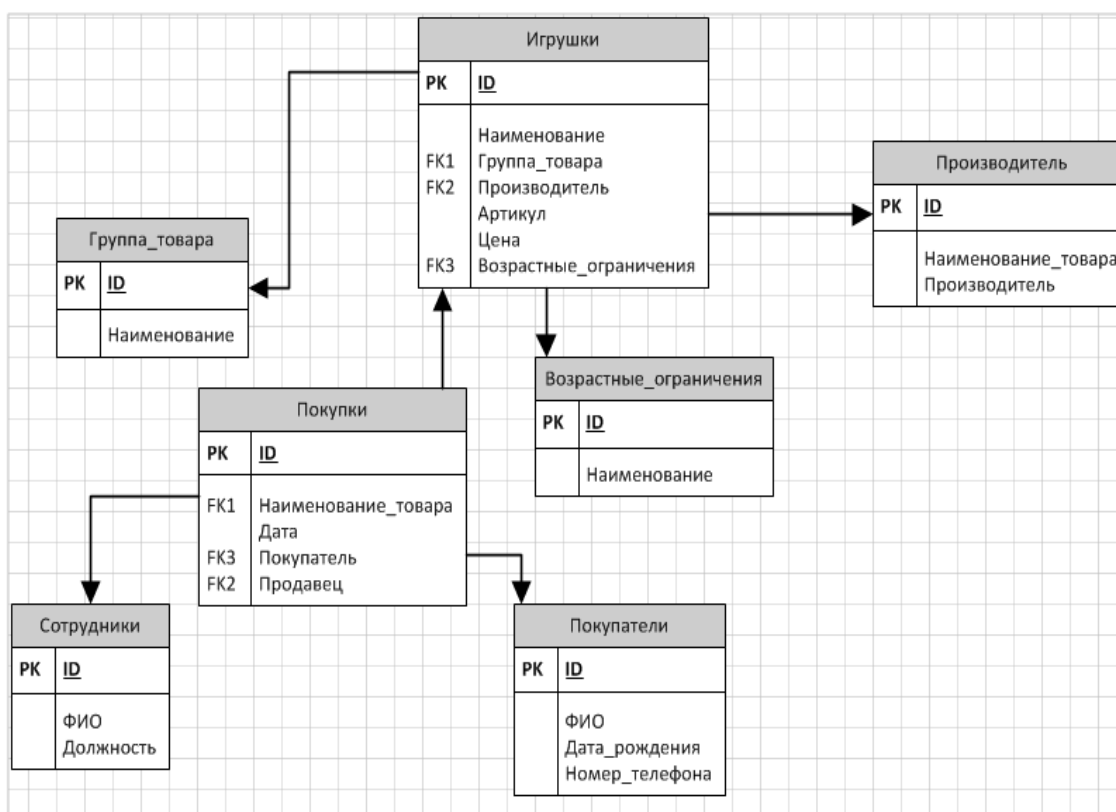 Игрушки
PK ID
Наименование
FK1 Группа_товара
FK2 Производитель
Артикул
Цена
FK3 Возрастные_ограничения
Производитель
PK ID
Наименование_товара
Производитель
Группа_товара
PK ID
Наименование
Возрастные_ограничения
PK ID
Наименование
Покупки
PK ID
FK1 Наименование_товара
Дата
FK3 Покупатель
FK2 Продавец
Сотрудники
PK ID
ФИО
Должность
Покупатели
PK ID
ФИО
Дата_рождения
Номер_телефона